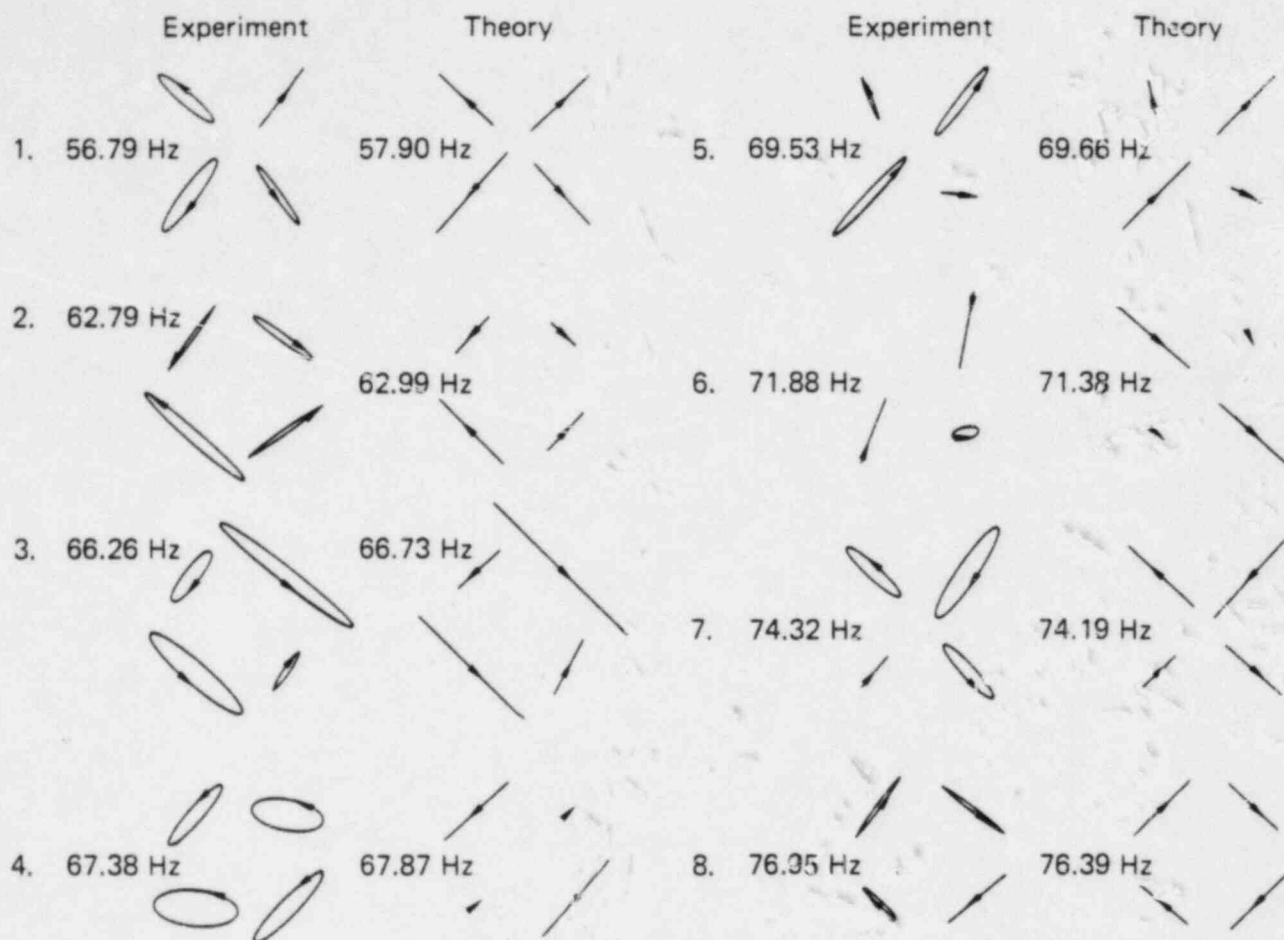 Experiment Theory Experiment Theory
1. 56.79 Hz 57.90 Hz 5. 69.53 Hz 69.66 Hz
2. 62.79 Hz
62.99 Hz 6. 71.88 Hz 71.38 Hz
3. 66.26 Hz 66.73 Hz
7. 74.32 Hz 74.19 Hz
4. 67.38 Hz 67.87 Hz 8. 76.95 Hz 76.39 Hz